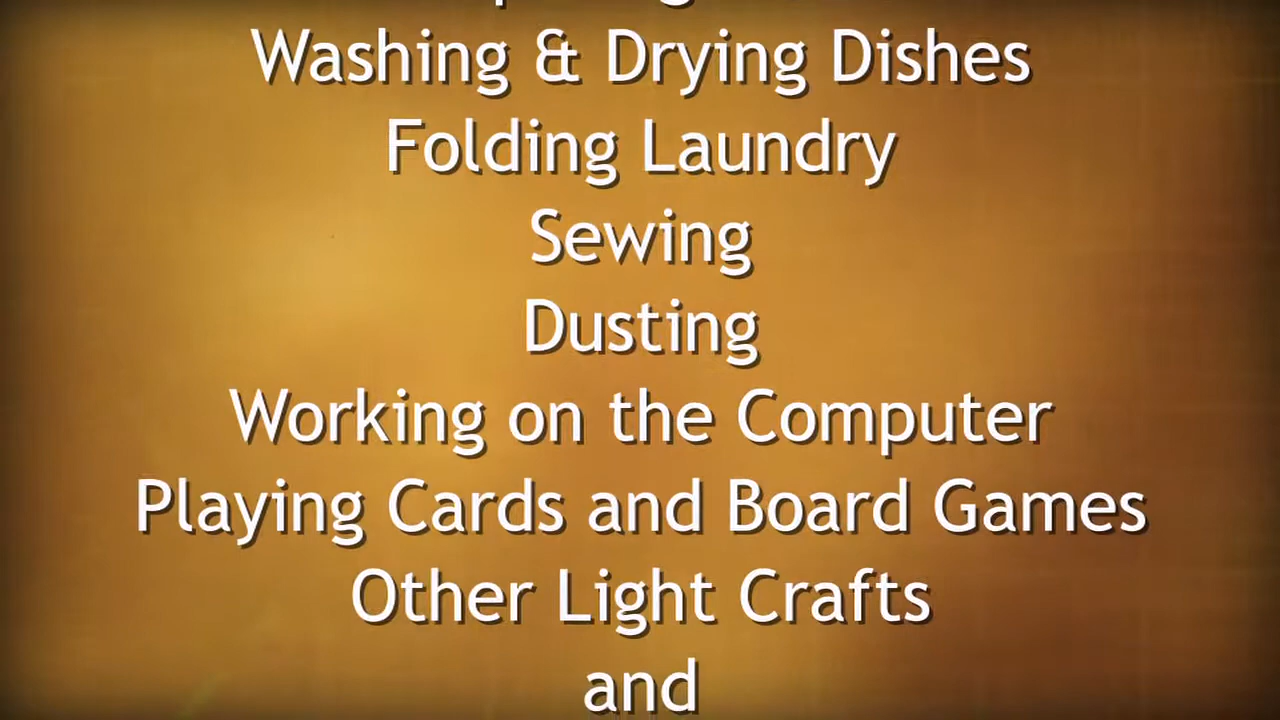 Washing & Drying Dishes
Folding Laundry
Sewing
Dusting
Working on the Computer
Playing Cards and Board Games
Other Light Crafts
and